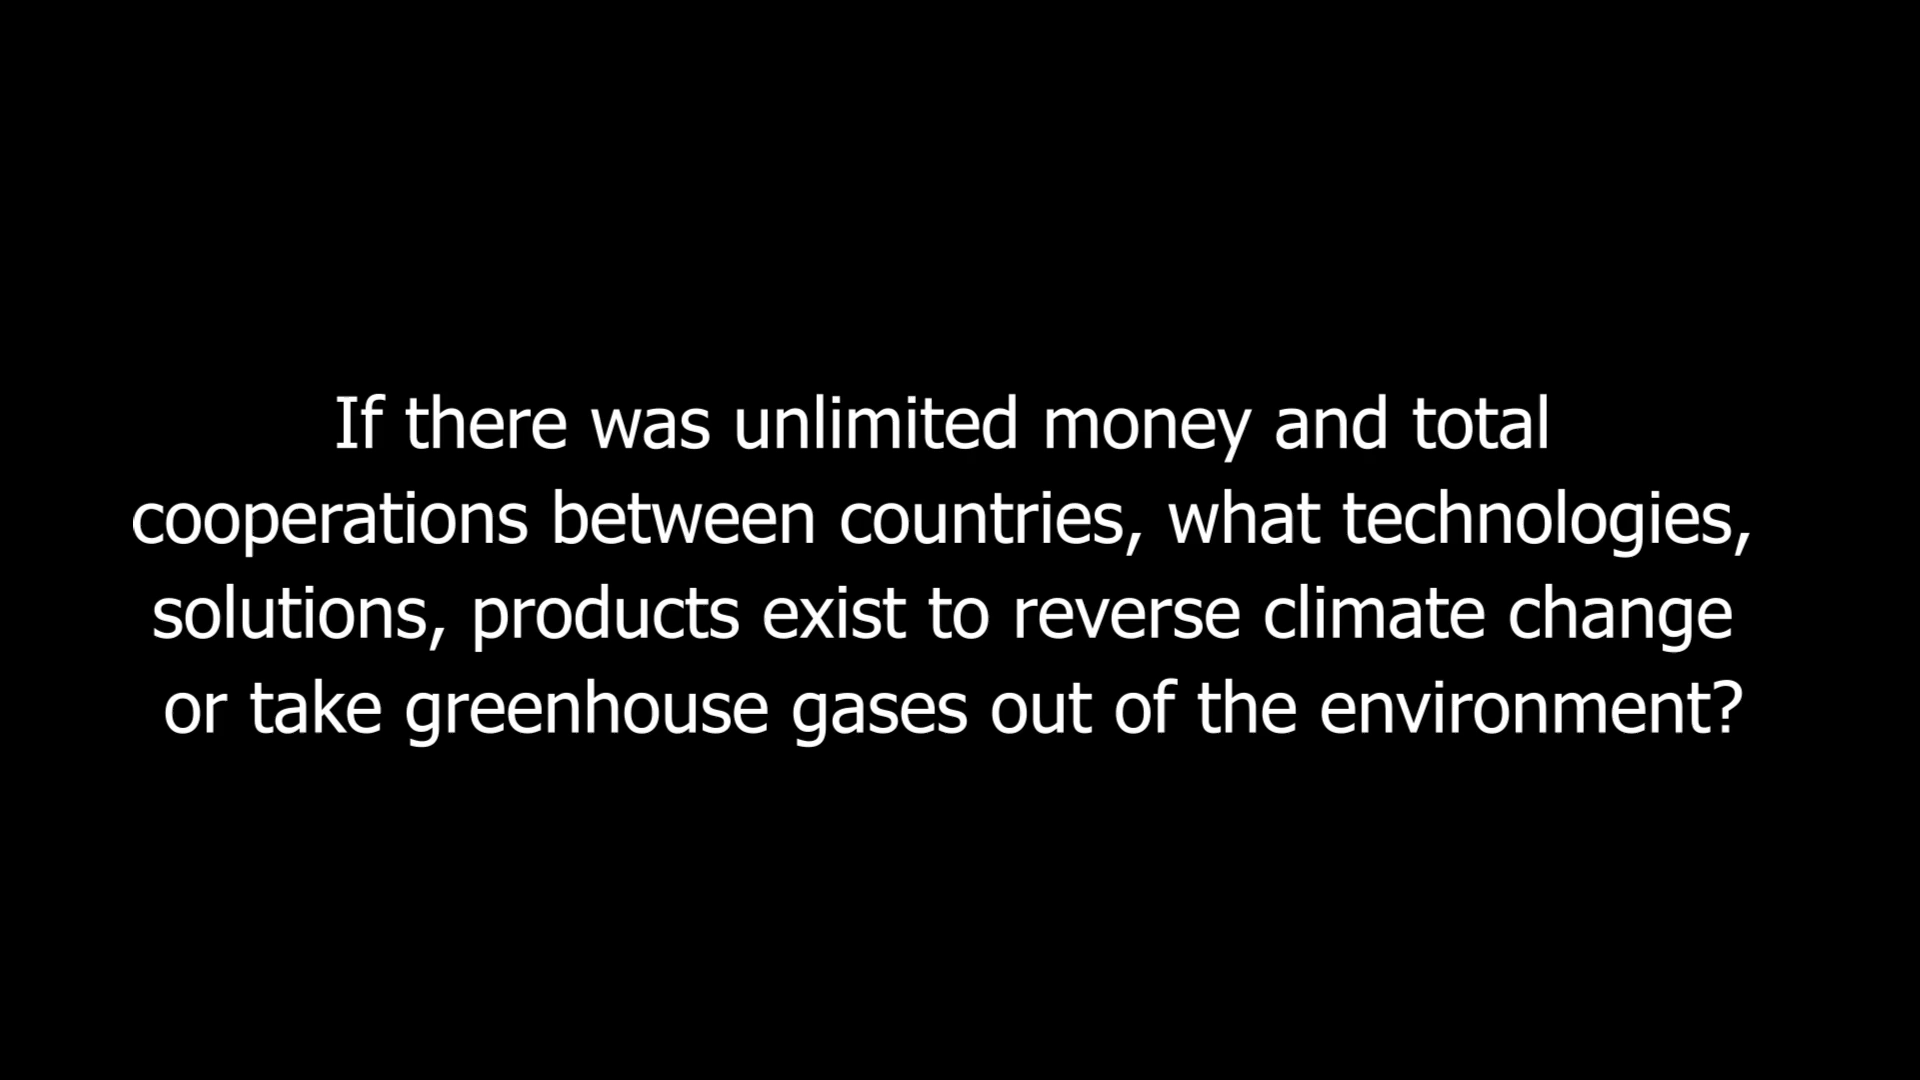 If there was unlimited money and total
cooperations between countries, what technologies,
solutions, products exist to reverse climate change
or take greenhouse gases out of the environment?